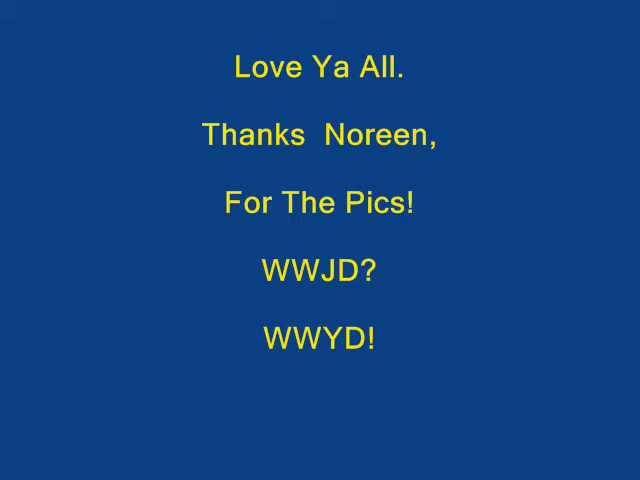 Love Ya All.
Thanks  Noreen,
For The Pics!
WWJD?
WWYD!